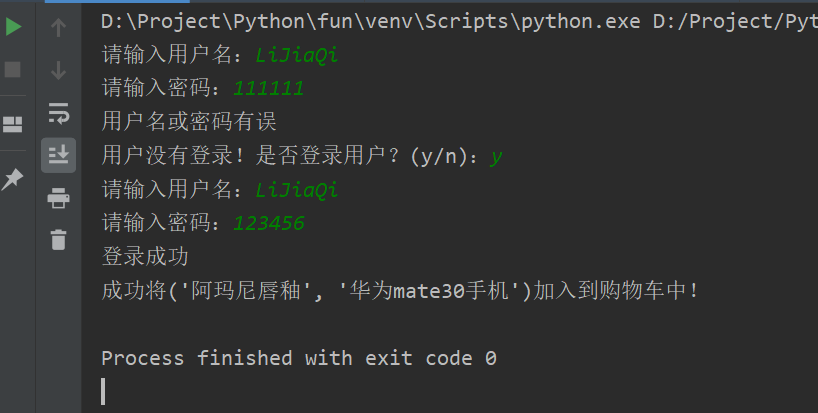 D:\Project\Python\fun\venv\Scripts\python.exe D:/Project/Pyt
请输入用户名：LiJiaQi
请输入密码：111111
用户名或密码有误
用户没有登录！是否登录用户？(y/n)：y
请输入用户名：LiJiaQi
请输入密码：123456
登录成功
成功将('阿玛尼唇釉', '华为mate30手机')加入到购物车中！
Process finished with exit code 0